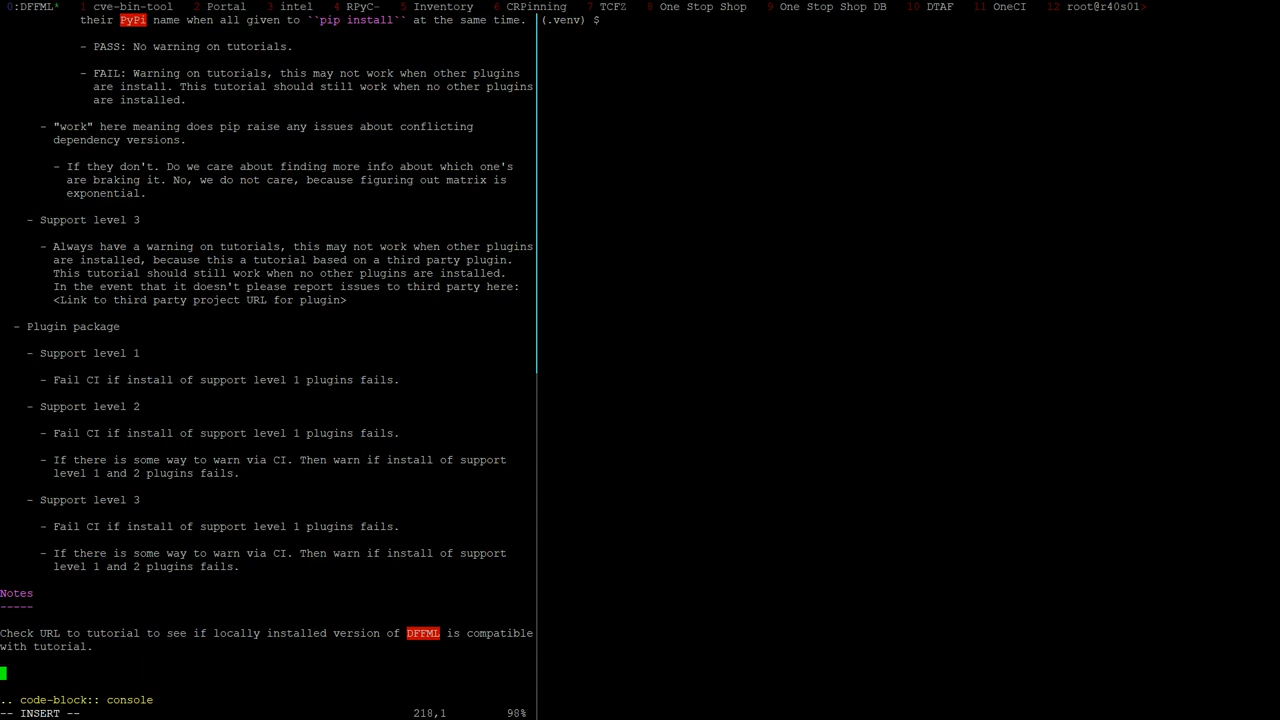 0:DFFML* 1 cve-bin-tool 2 Portal 3 intel 4 RPyC- 5 Inventory 6 CRPinning 7 TCFZ 8 One Stop Shop 9 One Stop Shop DB 10 DTAF 11 OneCI 12 root@r40s01>
their PyPi name when all given to ``pip install`` at the same time.
(.venv) $
- PASS: No warning on tutorials.
- FAIL: Warning on tutorials, this may not work when other plugins
are install. This tutorial should still work when no other plugins
are installed.
- "work" here meaning does pip raise any issues about conflicting
dependency versions.
- If they don't. Do we care about finding more info about which one's
are braking it. No, we do not care, because figuring out matrix is
exponential.
- Support level 3
- Always have a warning on tutorials, this may not work when other plugins
are installed, because this a tutorial based on a third party plugin.
This tutorial should still work when no other plugins are installed.
In the event that it doesn't please report issues to third party here:
<Link to third party project URL for plugin>
- Plugin package
- Support level 1
- Fail CI if install of support level 1 plugins fails.
- Support level 2
- Fail CI if install of support level 1 plugins fails.
- If there is some way to warn via CI. Then warn if install of support
level 1 and 2 plugins fails.
- Support level 3
- Fail CI if install of support level 1 plugins fails.
- If there is some way to warn via CI. Then warn if install of support
level 1 and 2 plugins fails.
Notes
-----
Check URL to tutorial to see if locally installed version of DFFML is compatible
with tutorial.
.. code-block:: console
-- INSERT -- 218,1 98%